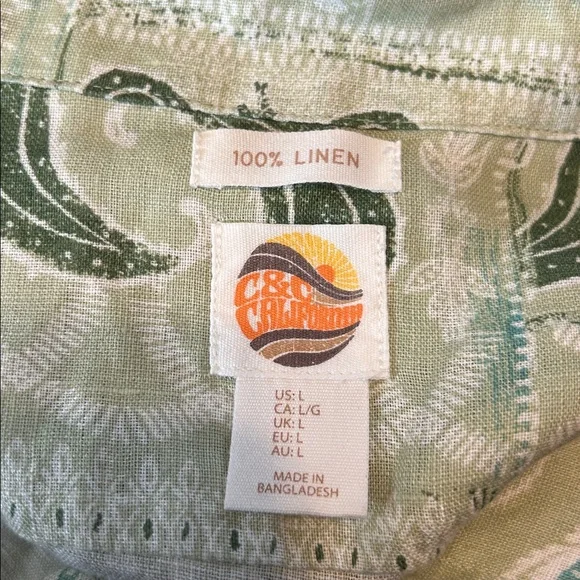 100% LINEN
C&C
CALIFORNIA
US: L
CA: L/G
UK: L
EU: L
AU: L
MADE IN
BANGLADESH